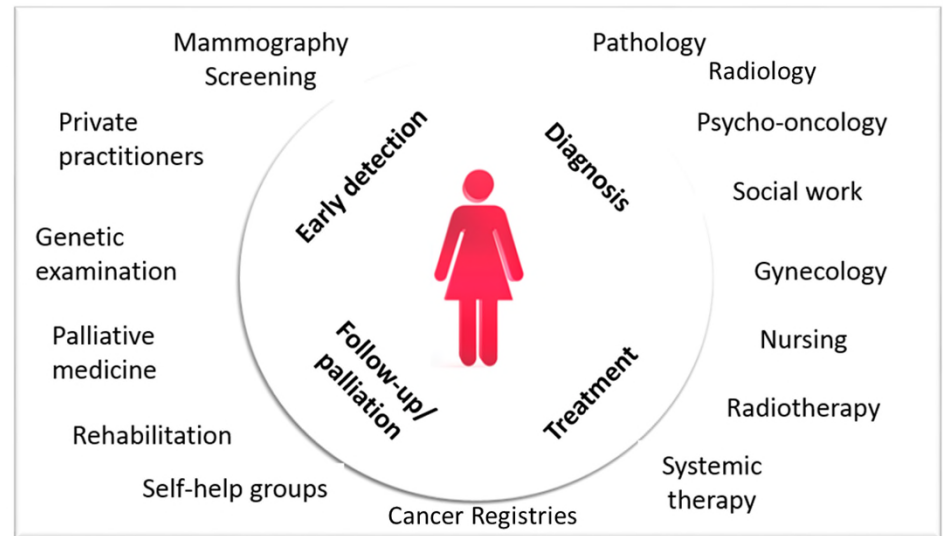 Mammography
Screening
Pathology
Radiology
Private
practitioners
Psycho-oncology
Early detection
Diagnosis
Social work
Genetic
examination
Gynecology
Palliative
medicine
Nursing
Follow-up/
palliation
Treatment
Radiotherapy
Rehabilitation
Systemic
therapy
Self-help groups
Cancer Registries